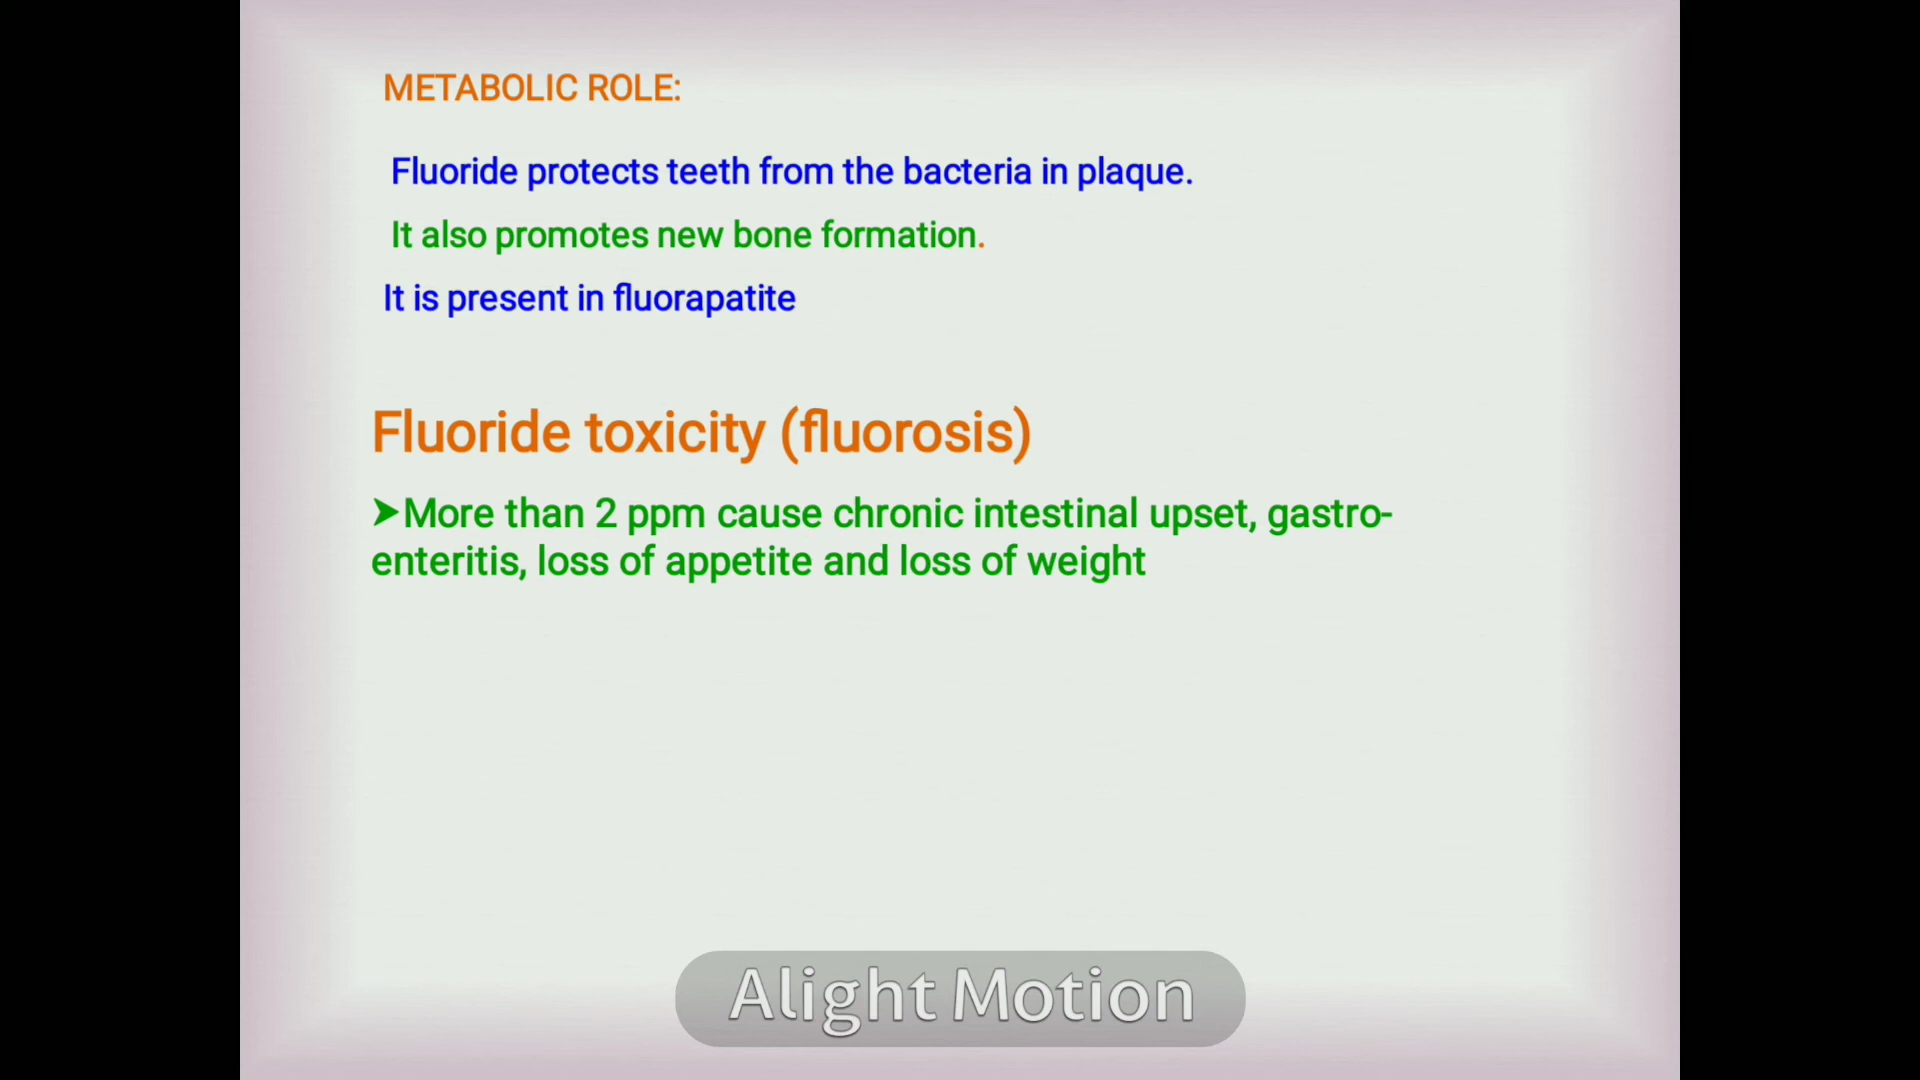 METABOLIC ROLE:
Fluoride protects teeth from the bacteria in plaque.
It also promotes new bone formation.
It is present in fluorapatite
Fluoride toxicity (fluorosis)
➤More than 2 ppm cause chronic intestinal upset, gastro-
enteritis, loss of appetite and loss of weight
Alight Motion